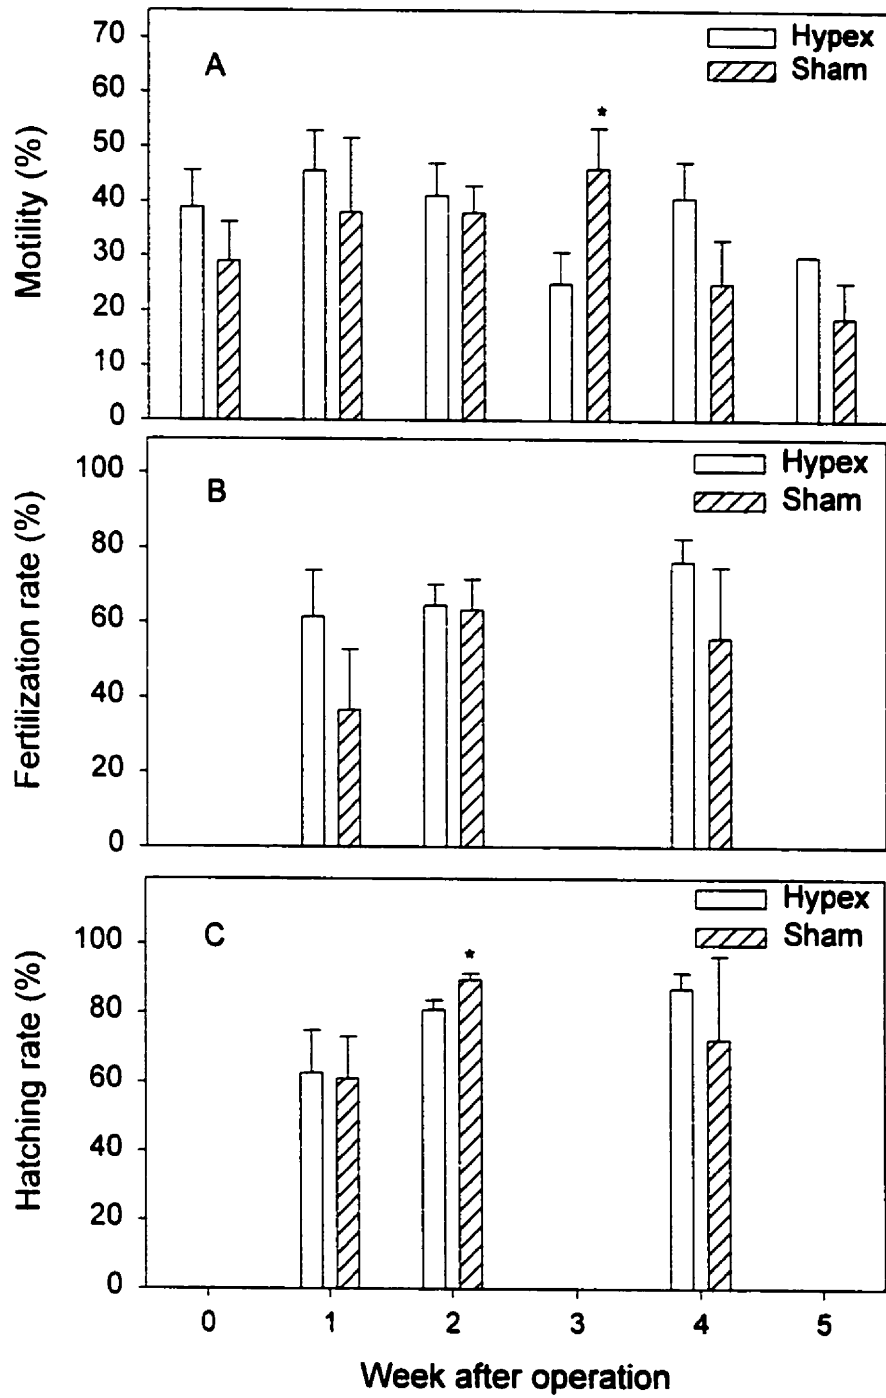 70
60
50
40
30
20
10
0
Motility (%)
A
Hypex
Sham
*
100
80
60
40
20
0
Fertilization rate (%)
B
Hypex
Sham
100
80
60
40
20
0
Hatching rate (%)
C
Hypex
Sham
*
0 1 2 3 4 5
Week after operation